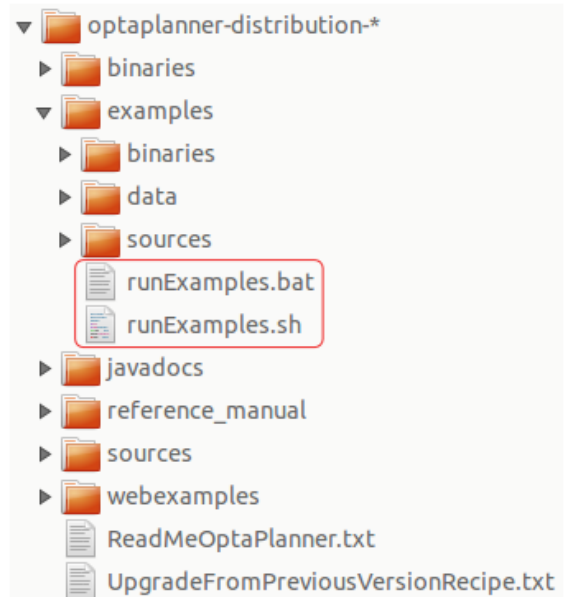 optaplanner-distribution-*
binaries
examples
binaries
data
sources
runExamples.bat
runExamples.sh
javadocs
reference_manual
sources
webexamples
ReadMeOptaPlanner.txt
UpgradeFromPreviousVersionRecipe.txt